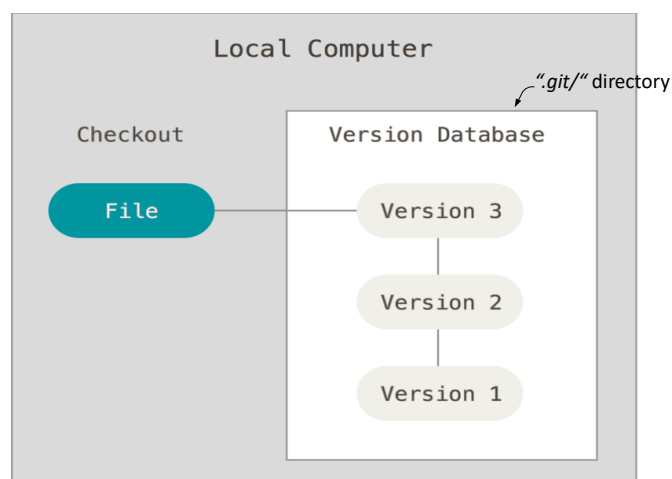 Local Computer
“.git/“ directory
Checkout
Version Database
File
Version 3
Version 2
Version 1